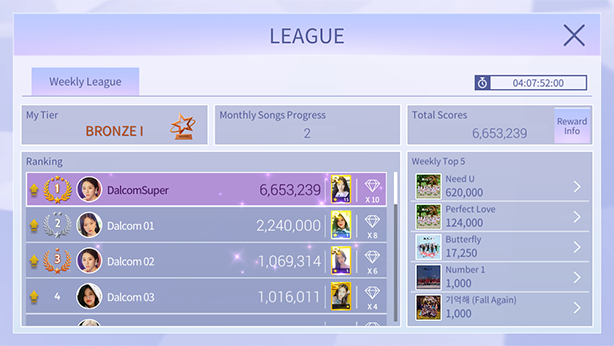 LEAGUE
Weekly League
04:07:52:00
My Tier
BRONZE I
Monthly Songs Progress
2
Total Scores
6,653,239
Reward
Info
Ranking
1 DalcomSuper 6,653,239 X 10
2 Dalcom 01 2,240,000 X 8
3 Dalcom 02 1,069,314 X 6
4 Dalcom 03 1,016,011 X 4
Weekly Top 5
Need U
620,000
Perfect Love
124,000
Butterfly
17,250
Number 1
1,000
기억해 (Fall Again)
1,000